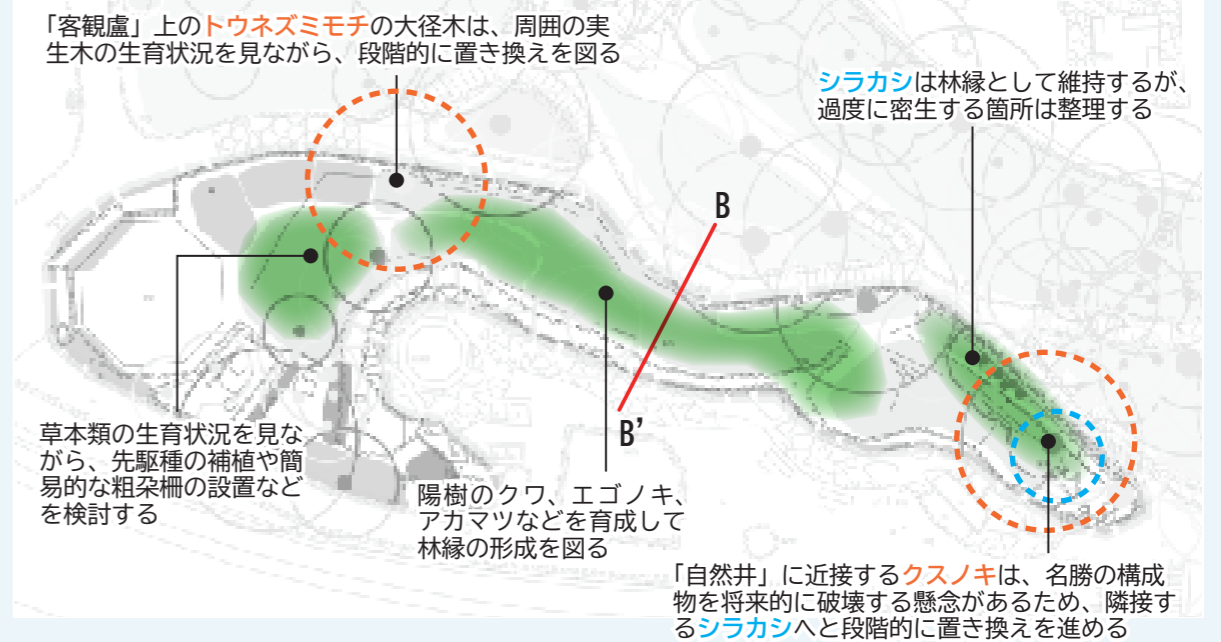 「客観廬」上のトウネズミモチの大径木は、周囲の実
生木の生育状況を見ながら、段階的に置き換えを図る
シラカシは林縁として維持するが、
過度に密生する箇所は整理する
B
B’
草本類の生育状況を見な
がら、先駆種の補植や簡
易的な粗朶柵の設置など
を検討する
陽樹のクワ、エゴノキ、
アカマツなどを育成して
林縁の形成を図る
「自然井」に近接するクスノキは、名勝の構成
物を将来的に破壊する懸念があるため、隣接す
るシラカシへと段階的に置き換えを進める